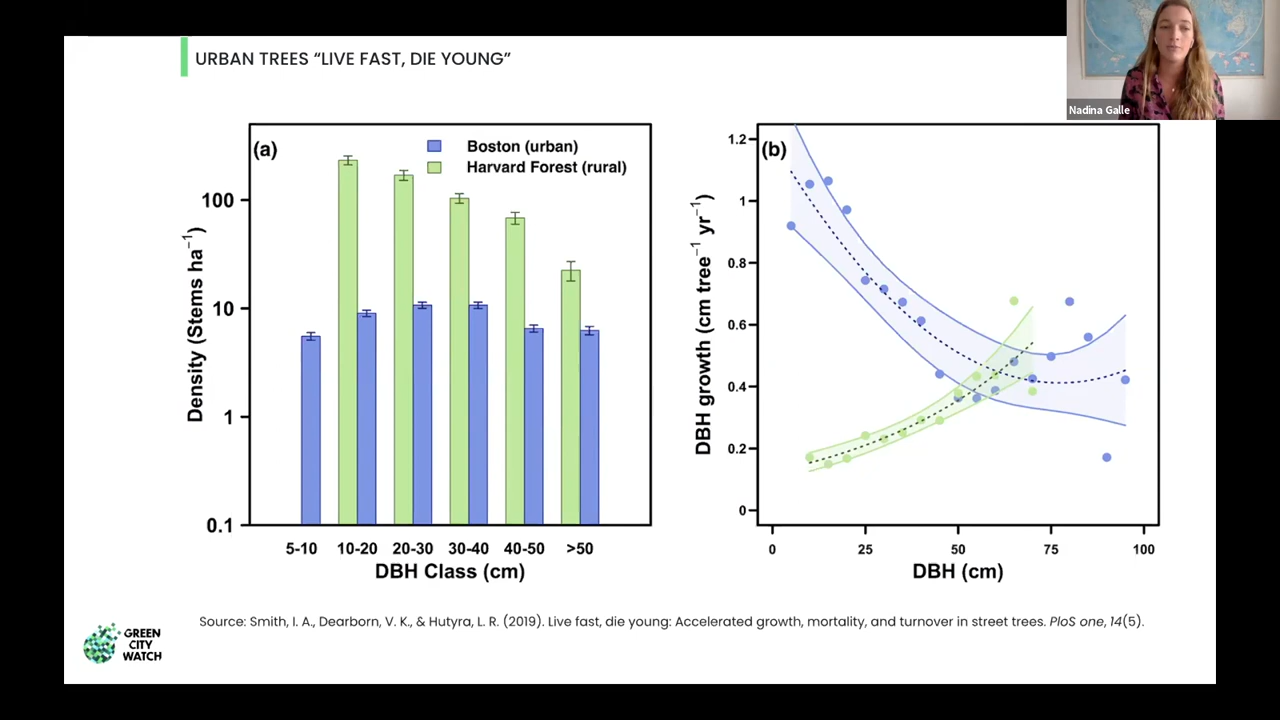 URBAN TREES “LIVE FAST, DIE YOUNG”
Nadina Galle
(a)
Boston (urban)
Harvard Forest (rural)
100
10
1
0.1
Density (Stems ha⁻¹)
5-10 10-20 20-30 30-40 40-50 >50
DBH Class (cm)
(b)
1.2
1
0.8
0.6
0.4
0.2
0
DBH growth (cm tree⁻¹ yr⁻¹)
0 25 50 75 100
DBH (cm)
Source: Smith, I. A., Dearborn, V. K., & Hutyra, L. R. (2019). Live fast, die young: Accelerated growth, mortality, and turnover in street trees. PloS one, 14(5).
GREEN
CITY
WATCH